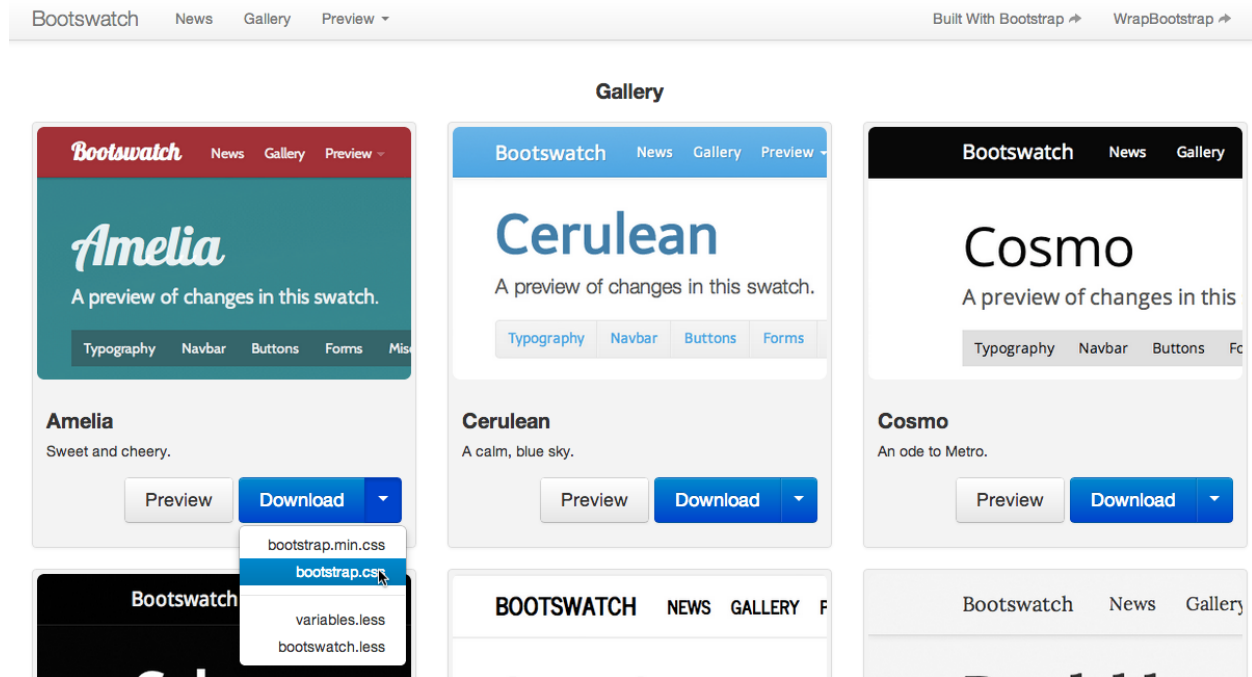 Bootswatch News Gallery Preview Built With Bootstrap WrapBootstrap
Gallery
Bootswatch News Gallery Preview
Amelia
A preview of changes in this swatch.
Typography Navbar Buttons Forms
Amelia
Sweet and cheery.
Preview Download
bootstrap.min.css
bootstrap.css
variables.less
bootswatch.less
Bootswatch News Gallery Preview
Cerulean
A preview of changes in this swatch.
Typography Navbar Buttons Forms
Cerulean
A calm, blue sky.
Preview Download
Bootswatch News Gallery
Cosmo
A preview of changes in this
Typography Navbar Buttons
Cosmo
An ode to Metro.
Preview Download
Bootswatch
BOOTSWATCH NEWS GALLERY
Bootswatch News Gallery